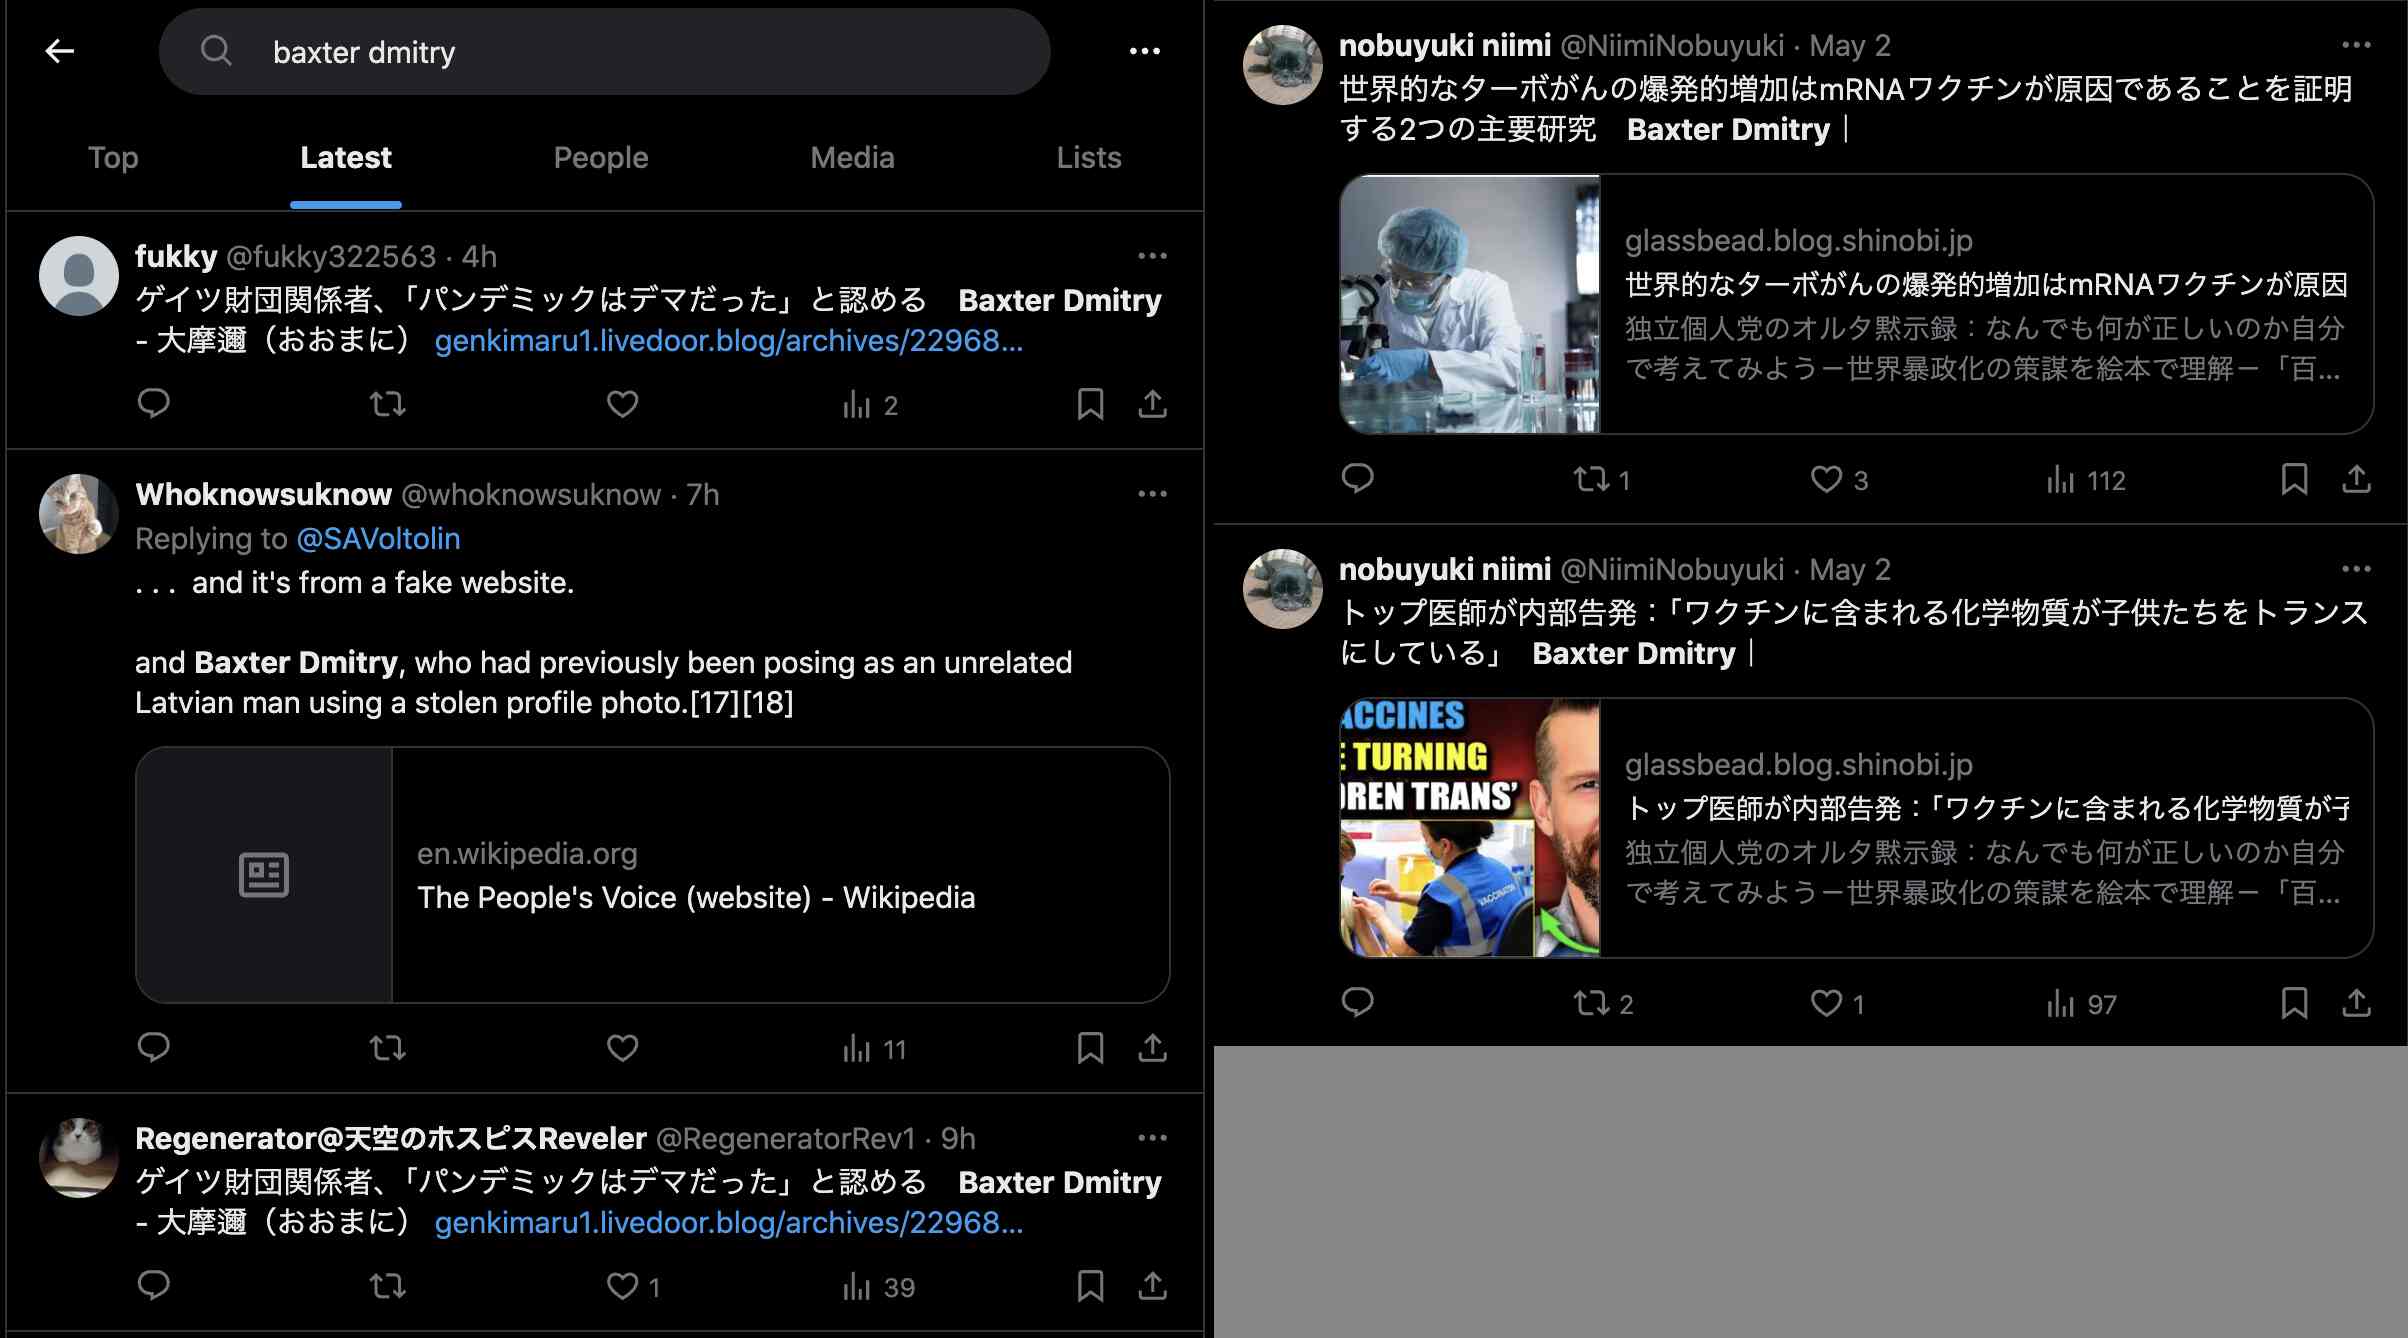 baxter dmitry
Top
Latest
People
Media
Lists
fukky @fukky322563 · 4h
ゲイツ財団関係者、「パンデミックはデマだった」と認める　Baxter Dmitry
- 大摩邇（おおまに） genkimaru1.livedoor.blog/archives/22968...
2
Whoknowsuknow @whoknowsuknow · 7h
Replying to @SAVoltolin
. . .  and it's from a fake website.
and Baxter Dmitry, who had previously been posing as an unrelated
Latvian man using a stolen profile photo.[17][18]
en.wikipedia.org
The People's Voice (website) - Wikipedia
11
Regenerator@天空のホスピスReveler @RegeneratorRev1 · 9h
ゲイツ財団関係者、「パンデミックはデマだった」と認める　Baxter Dmitry
- 大摩邇（おおまに） genkimaru1.livedoor.blog/archives/22968...
1
39
nobuyuki niimi @NiimiNobuyuki · May 2
世界的なターボがんの爆発的増加はmRNAワクチンが原因であることを証明
する2つの主要研究　Baxter Dmitry｜
glassbead.blog.shinobi.jp
世界的なターボがんの爆発的増加はmRNAワクチンが原因
独立個人党のオルタ黙示録：なんでも何が正しいのか自分
で考えてみよう－世界暴政化の策謀を絵本で理解－「百...
1
3
112
nobuyuki niimi @NiimiNobuyuki · May 2
トップ医師が内部告発：「ワクチンに含まれる化学物質が子供たちをトランス
にしている」　Baxter Dmitry｜
ACCINES
E TURNING
DREN TRANS'
VACCINATOR
glassbead.blog.shinobi.jp
トップ医師が内部告発：「ワクチンに含まれる化学物質が子
独立個人党のオルタ黙示録：なんでも何が正しいのか自分
で考えてみよう－世界暴政化の策謀を絵本で理解－「百...
2
1
97